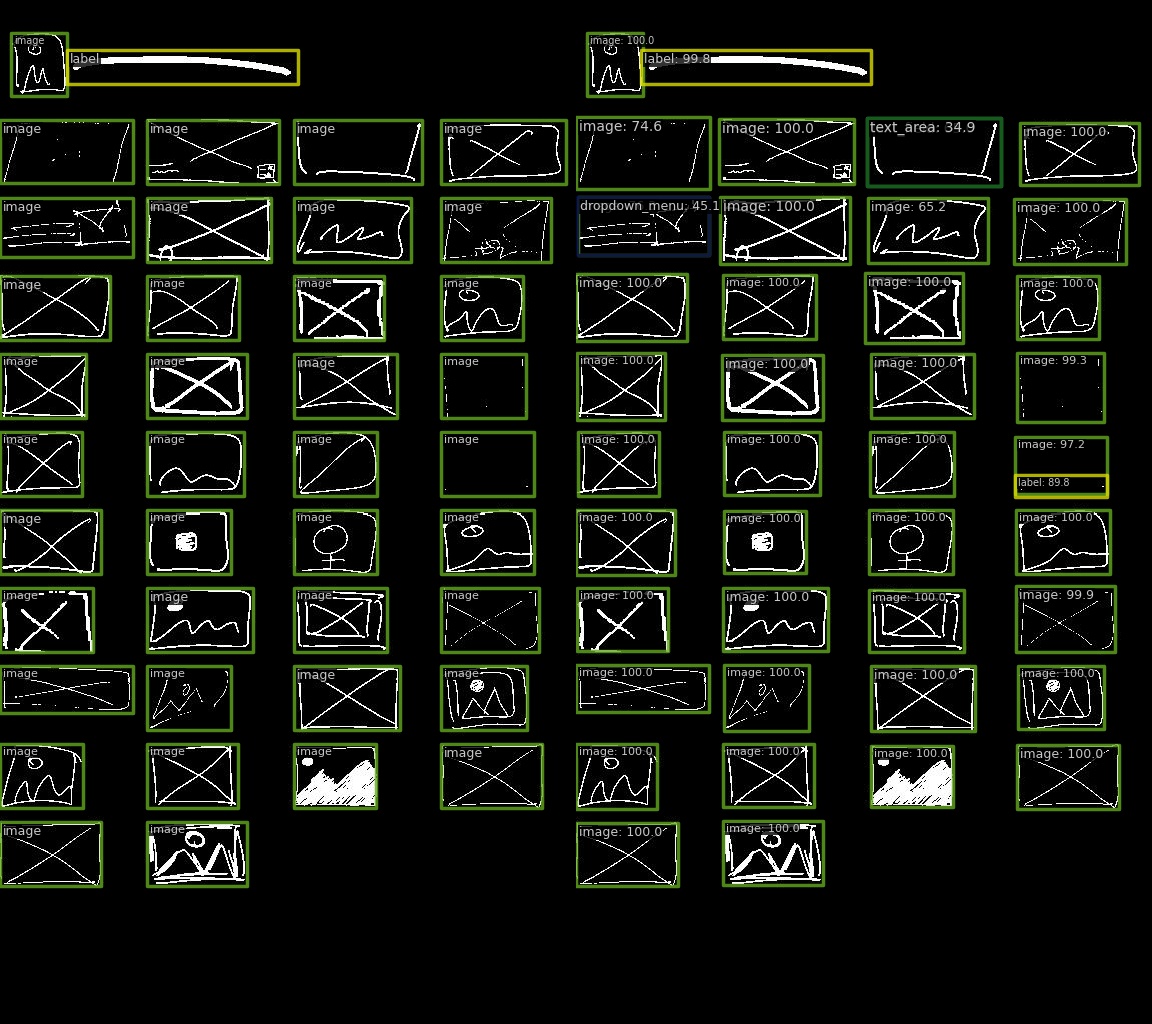 image image: 100.0
label label: 99.8
image image image image image: 74.6 image: 100.0 text_area: 34.9 image: 100.0
image image image image dropdown_menu: 45.1 image: 100.0 image: 65.2 image: 100.0
image image image image image: 100.0 image: 100.0 image: 100.0 image: 100.0
image image image image image: 100.0 image: 100.0 image: 100.0 image: 99.3
image image image image image: 100.0 image: 100.0 image: 100.0 image: 97.2
label: 89.8
image image image image image: 100.0 image: 100.0 image: 100.0 image: 100.0
image image image image image: 100.0 image: 100.0 image: 100.0 image: 99.9
image image image image image: 100.0 image: 100.0 image: 100.0 image: 100.0
image image image image image: 100.0 image: 100.0 image: 100.0 image: 100.0
image image image: 100.0 image: 100.0